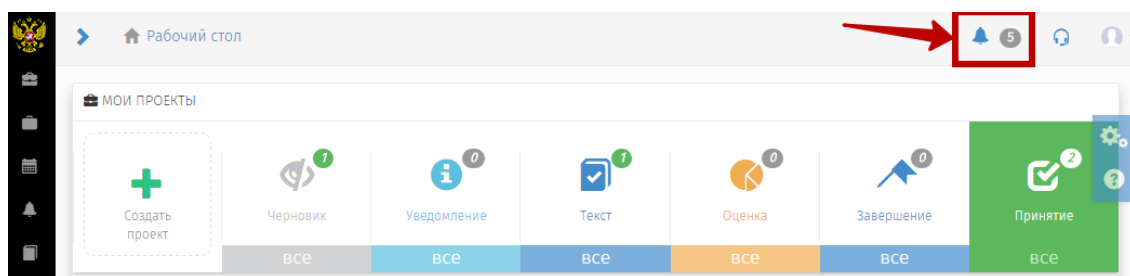 Рабочий стол 5
МОИ ПРОЕКТЫ
1 0 1 0 0 2
Создать проект Черновик Уведомление Текст Оценка Завершение Принятие
все все все все все все